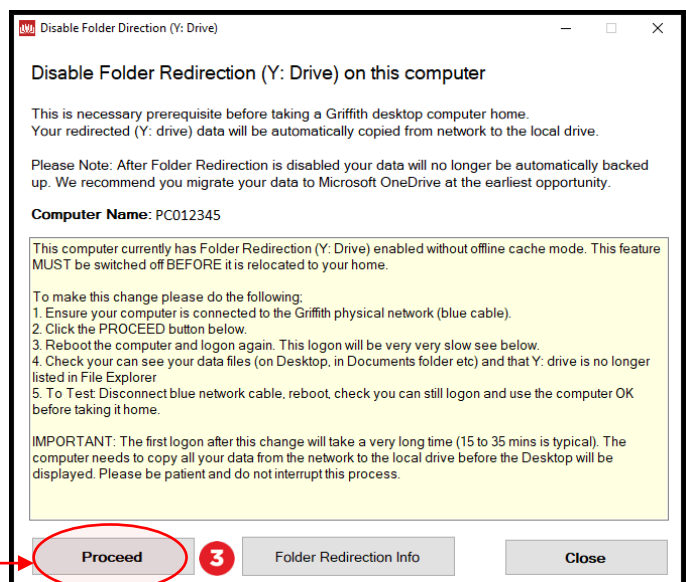 Disable Folder Direction (Y: Drive)
Disable Folder Redirection (Y: Drive) on this computer
This is necessary prerequisite before taking a Griffith desktop computer home.
Your redirected (Y: drive) data will be automatically copied from network to the local drive.
Please Note: After Folder Redirection is disabled your data will no longer be automatically backed
up. We recommend you migrate your data to Microsoft OneDrive at the earliest opportunity.
Computer Name: PC012345
This computer currently has Folder Redirection (Y: Drive) enabled without offline cache mode. This feature
MUST be switched off BEFORE it is relocated to your home.
To make this change please do the following;
1. Ensure your computer is connected to the Griffith physical network (blue cable).
2. Click the PROCEED button below.
3. Reboot the computer and logon again. This logon will be very very slow see below.
4. Check your can see your data files (on Desktop, in Documents folder etc) and that Y: drive is no longer
listed in File Explorer
5. To Test: Disconnect blue network cable, reboot, check you can still logon and use the computer OK
before taking it home.
IMPORTANT: The first logon after this change will take a very long time (15 to 35 mins is typical). The
computer needs to copy all your data from the network to the local drive before the Desktop will be
displayed. Please be patient and do not interrupt this process.
Proceed 3 Folder Redirection Info Close